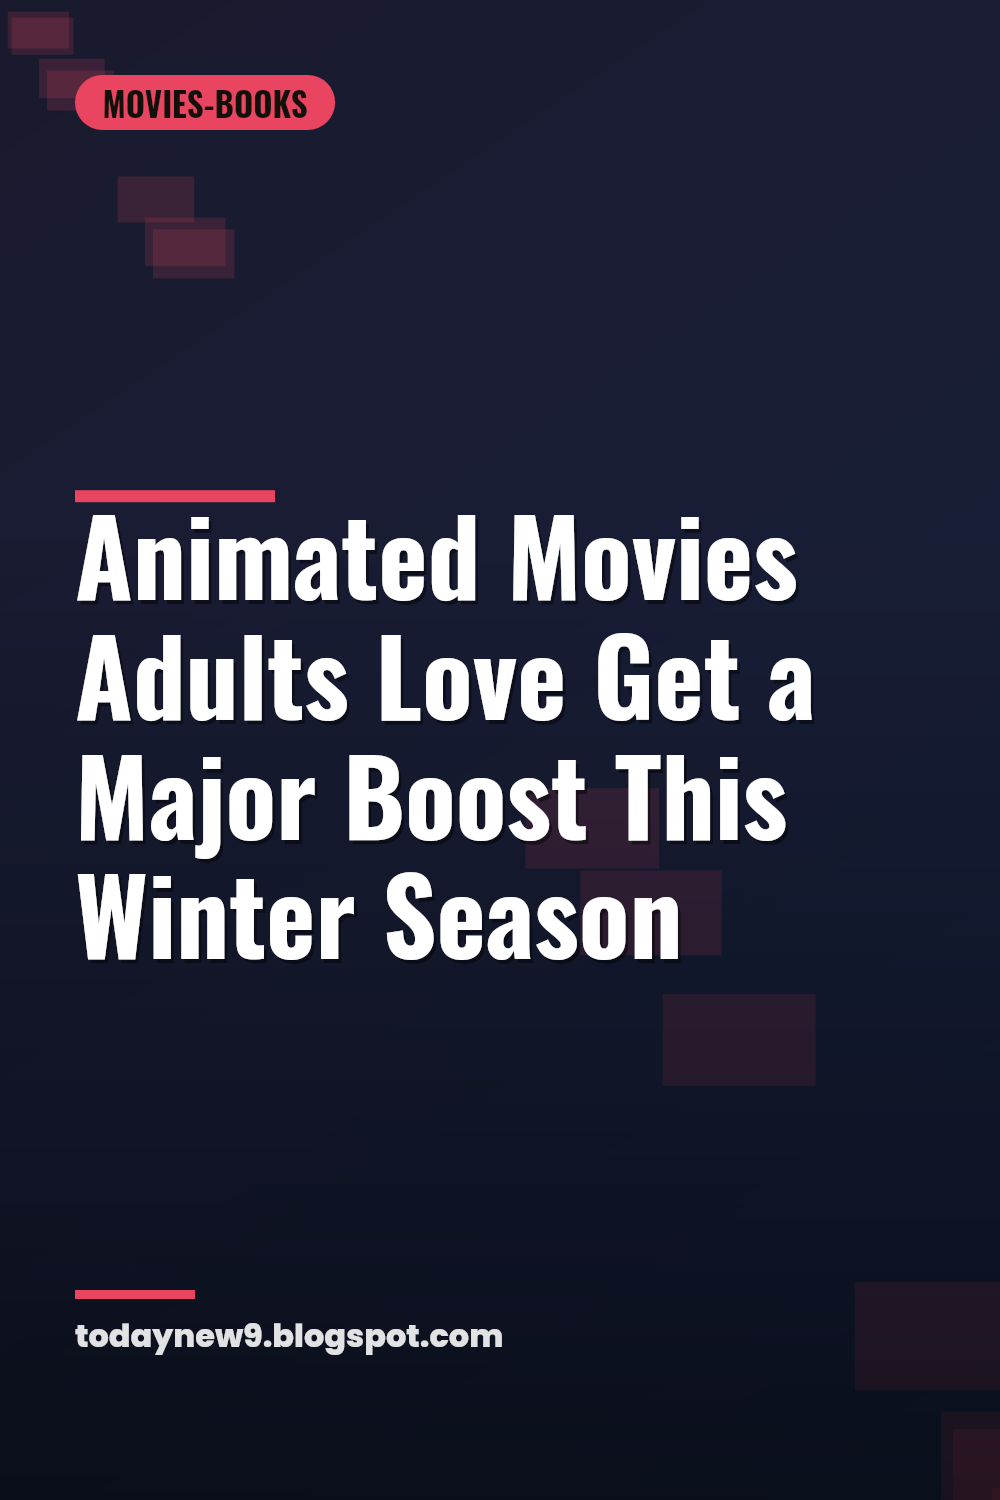 MOVIES-BOOKS
Animated Movies
Adults Love Get a
Major Boost This
Winter Season
todaynew9.blogspot.com